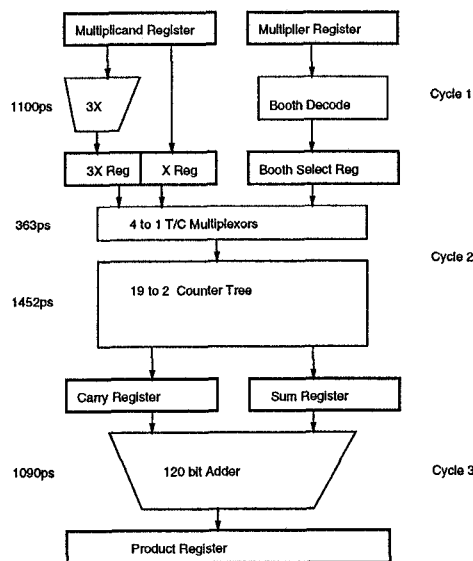 Multiplicand Register
Multiplier Register
1100ps
3X
Booth Decode
Cycle 1
3X Reg
X Reg
Booth Select Reg
363ps
4 to 1 T/C Multiplexors
Cycle 2
19 to 2 Counter Tree
1452ps
Carry Register
Sum Register
1090ps
120 bit Adder
Cycle 3
Product Register